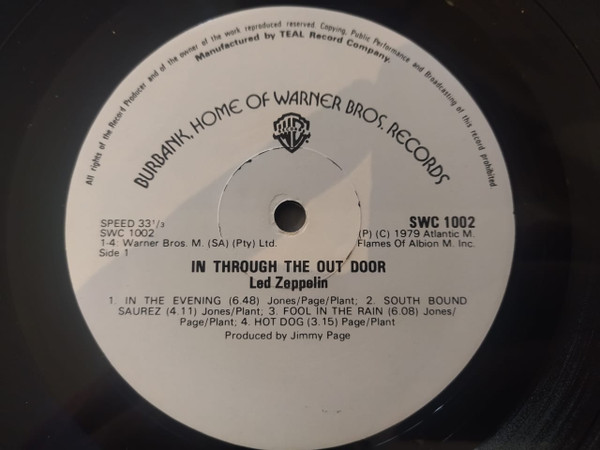 All rights of the Record Producer and of the owner of the work reproduced reserved. Copying, Public Performance and Broadcasting of this record prohibited.
Manufactured by TEAL Record Company.
BURBANK, HOME OF WARNER BROS. RECORDS
WB
SPEED 33¹/₃
SWC 1002
1-4: Warner Bros. M. (SA) (Pty) Ltd.
Side 1
SWC 1002
(P) (C) 1979 Atlantic M.
Flames Of Albion M. Inc.
IN THROUGH THE OUT DOOR
Led Zeppelin
1. IN THE EVENING (6.48) Jones/Page/Plant; 2. SOUTH BOUND
SAUREZ (4.11) Jones/Plant; 3. FOOL IN THE RAIN (6.08) Jones/
Page/Plant; 4. HOT DOG (3.15) Page/Plant
Produced by Jimmy Page